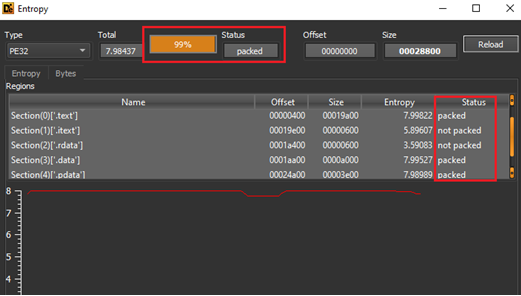 Entropy
Type Total Status Offset Size
PE32 7.98437 99% packed 00000000 00028800 Reload
Entropy Bytes
Regions
Name Offset Size Entropy Status
Section(0)['.text'] 00000400 00019a00 7.99822 packed
Section(1)['.itext'] 00019e00 00000600 5.89607 not packed
Section(2)['.rdata'] 0001a400 00000600 3.59083 not packed
Section(3)['.data'] 0001aa00 0000a000 7.99527 packed
Section(4)['.pdata'] 00024a00 00003e00 7.98989 packed
8
7
6
5
4